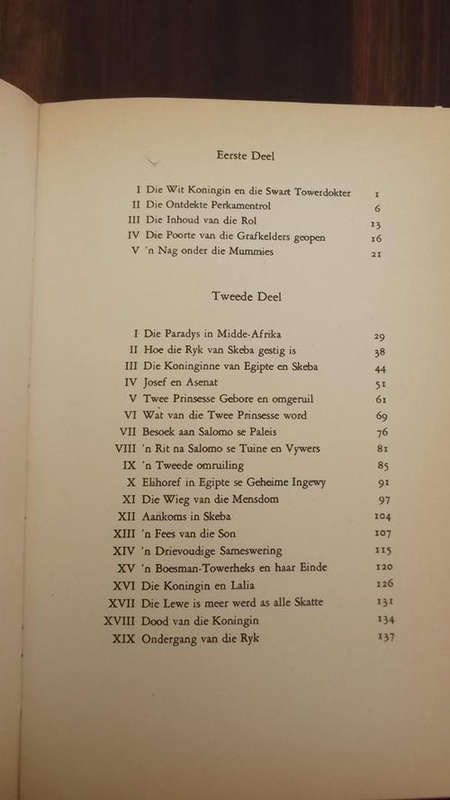 Eerste Deel
I Die Wit Koningin en die Swart Towerdokter 1
II Die Ontdekte Perkamentrol 6
III Die Inhoud van die Rol 13
IV Die Poorte van die Grafkelders geopen 16
V 'n Nag onder die Mummies 21
Tweede Deel
I Die Paradys in Midde-Afrika 29
II Hoe die Ryk van Skeba gestig is 38
III Die Koninginne van Egipte en Skeba 44
IV Josef en Asenat 51
V Twee Prinsesse Gebore en omgeruil 61
VI Wat van die Twee Prinsesse word 69
VII Besoek aan Salomo se Paleis 76
VIII 'n Rit na Salomo se Tuine en Vywers 81
IX 'n Tweede omruiling 85
X Elihoref in Egipte se Geheime Ingewy 91
XI Die Wieg van die Mensdom 97
XII Aankoms in Skeba 104
XIII 'n Fees van die Son 107
XIV 'n Drievoudige Sameswering 115
XV 'n Boesman-Towerheks en haar Einde 120
XVI Die Koningin en Lalia 126
XVII Die Lewe is meer werd as alle Skatte 131
XVIII Dood van die Koningin 134
XIX Ondergang van die Ryk 137